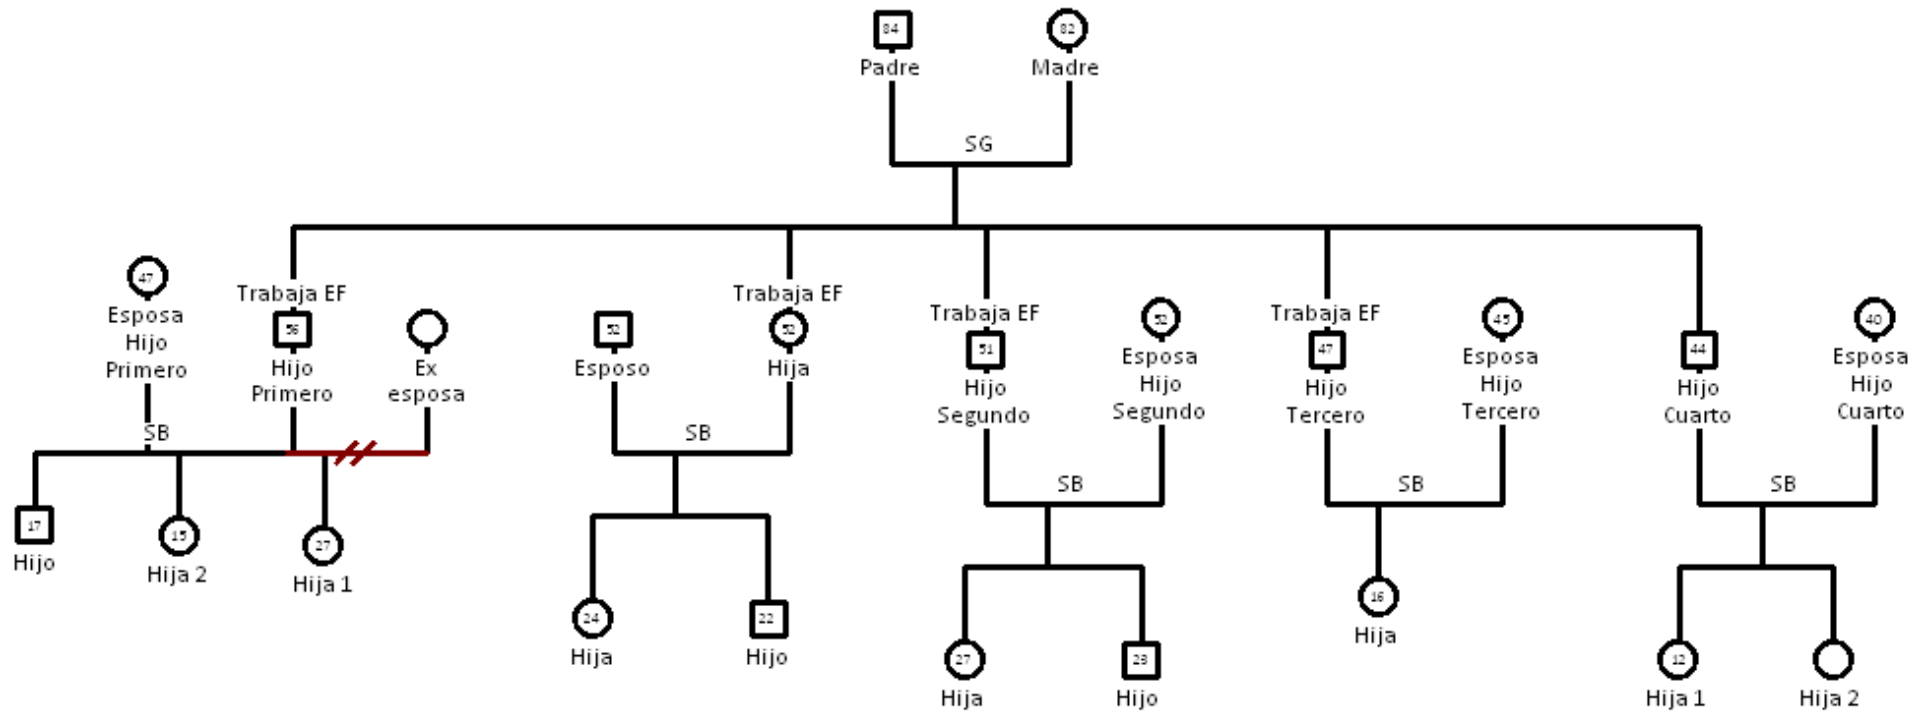 84
82
Padre
Madre
SG
47
Esposa
Hijo
Primero
SB
Trabaja EF
56
Hijo
Primero
Ex
esposa
17
Hijo
15
Hija 2
27
Hija 1
52
Esposo
Trabaja EF
52
Hija
SB
24
Hija
22
Hijo
Trabaja EF
51
Hijo
Segundo
52
Esposa
Hijo
Segundo
SB
27
Hija
23
Hijo
Trabaja EF
47
Hijo
Tercero
45
Esposa
Hijo
Tercero
SB
16
Hija
44
Hijo
Cuarto
40
Esposa
Hijo
Cuarto
SB
12
Hija 1
Hija 2